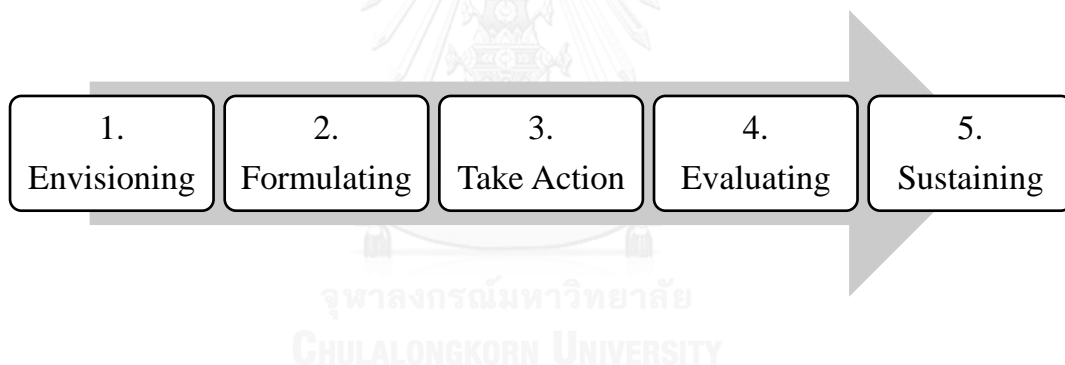 1.
Envisioning
2.
Formulating
3.
Take Action
4.
Evaluating
5.
Sustaining
จุฬาลงกรณ์มหาวิทยาลัย
CHULALONGKORN UNIVERSITY